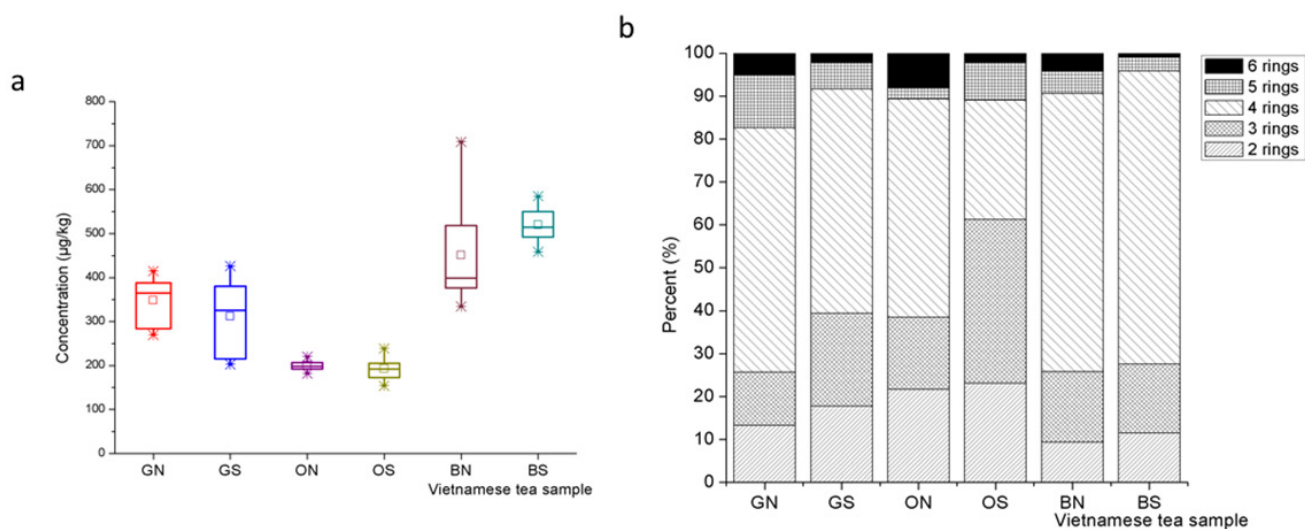 a
Concentration (µg/kg)
800
700
600
500
400
300
200
100
0
GN GS ON OS BN BS
Vietnamese tea sample
b
Percent (%)
100
90
80
70
60
50
40
30
20
10
0
GN GS ON OS BN BS
Vietnamese tea sample
6 rings
5 rings
4 rings
3 rings
2 rings